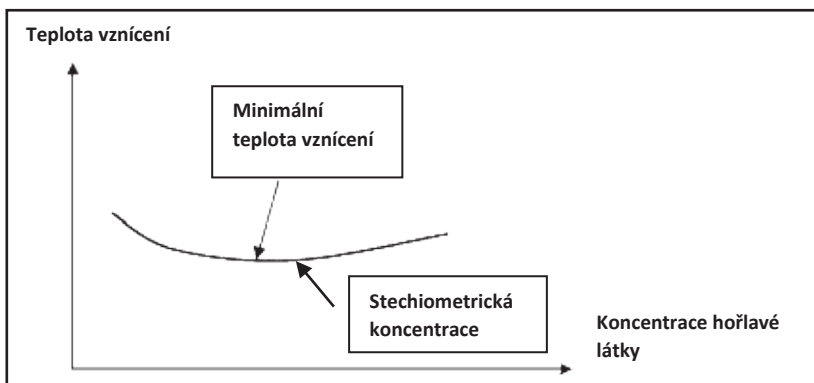 Teplota vznícení
Minimální
teplota vznícení
Stechiometrická
koncentrace
Koncentrace hořlavé
látky